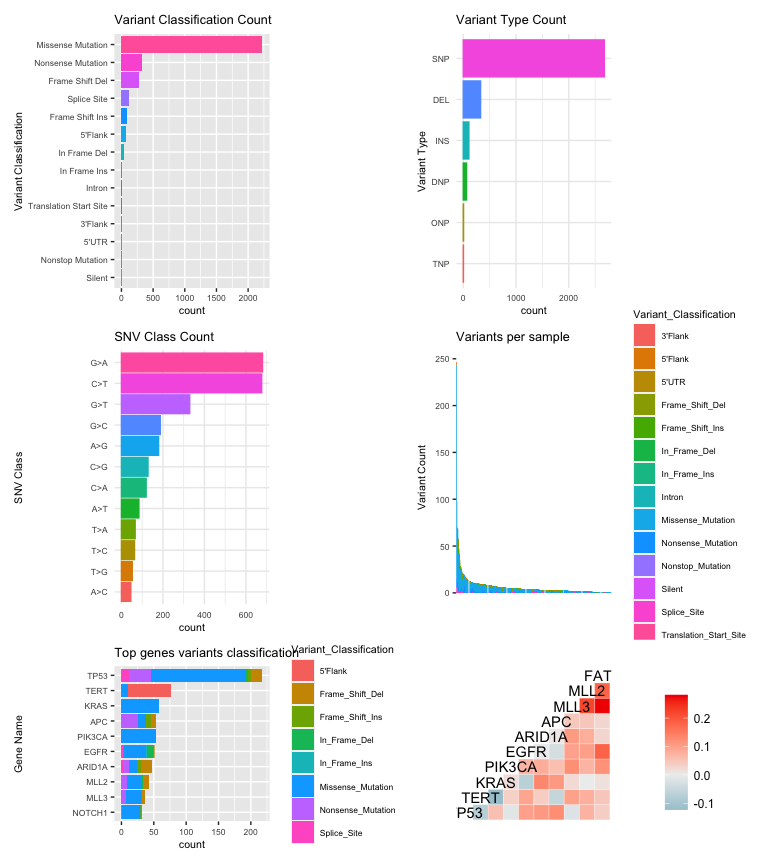 Variant Classification Count
Variant Classification
Missense Mutation
Nonsense Mutation
Frame Shift Del
Splice Site
Frame Shift Ins
5'Flank
In Frame Del
In Frame Ins
Intron
Translation Start Site
3'Flank
5'UTR
Nonstop Mutation
Silent
0 500 1000 1500 2000
count
Variant Type Count
Variant Type
SNP
DEL
INS
DNP
ONP
TNP
0 1000 2000
count
SNV Class Count
SNV Class
G>A
C>T
G>T
G>C
A>G
C>G
C>A
A>T
T>A
T>C
T>G
A>C
0 200 400 600
count
Variants per sample
Variant Count
250
200
150
100
50
0
Variant_Classification
3'Flank
5'Flank
5'UTR
Frame_Shift_Del
Frame_Shift_Ins
In_Frame_Del
In_Frame_Ins
Intron
Missense_Mutation
Nonsense_Mutation
Nonstop_Mutation
Silent
Splice_Site
Translation_Start_Site
Top genes variants classification
Gene Name
TP53
TERT
KRAS
APC
PIK3CA
EGFR
ARID1A
MLL2
MLL3
NOTCH1
0 50 100 150 200
count
Variant_Classification
5'Flank
Frame_Shift_Del
Frame_Shift_Ins
In_Frame_Del
In_Frame_Ins
Missense_Mutation
Nonsense_Mutation
Splice_Site
FAT
MLL2
MLL3
APC
ARID1A
EGFR
PIK3CA
KRAS
TERT
P53
0.2
0.1
0.0
-0.1